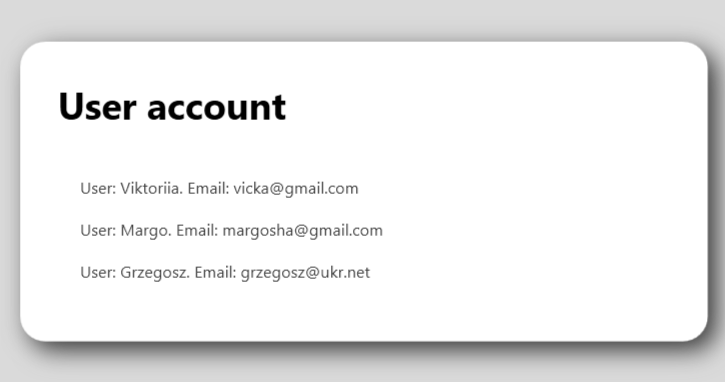 User account
User: Viktoriia. Email: vicka@gmail.com
User: Margo. Email: margosha@gmail.com
User: Grzegosz. Email: grzegosz@ukr.net